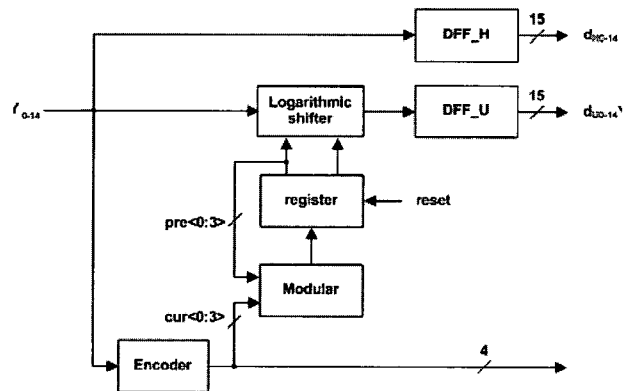 15
DFF_H
Logarithmic
shifter
15
DFF_U
register
reset
pre<0:3>
Modular
cur<0:3>
Encoder
4